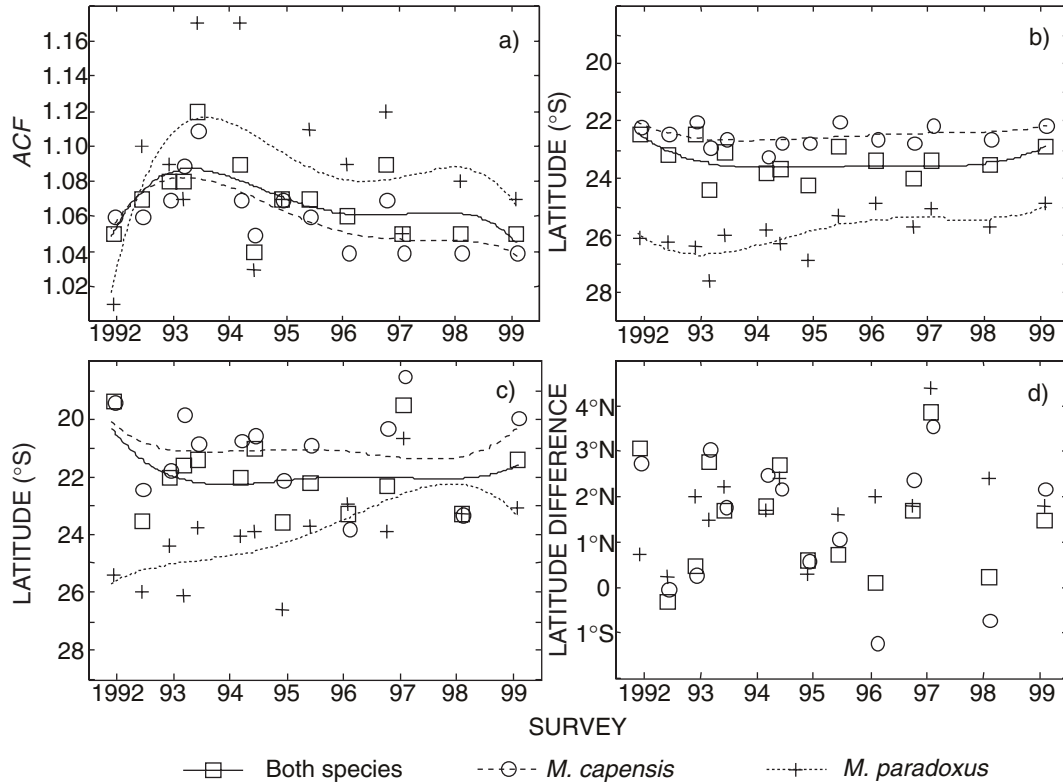 a)
ACF
1.16
1.14
1.12
1.10
1.08
1.06
1.04
1.02
1992 93 94 95 96 97 98 99
b)
LATITUDE (°S)
20
22
24
26
28
1992 93 94 95 96 97 98 99
c)
LATITUDE (°S)
20
22
24
26
28
1992 93 94 95 96 97 98 99
d)
LATITUDE DIFFERENCE
4°N
3°N
2°N
1°N
0
1°S
1992 93 94 95 96 97 98 99
SURVEY
Both species M. capensis M. paradoxus